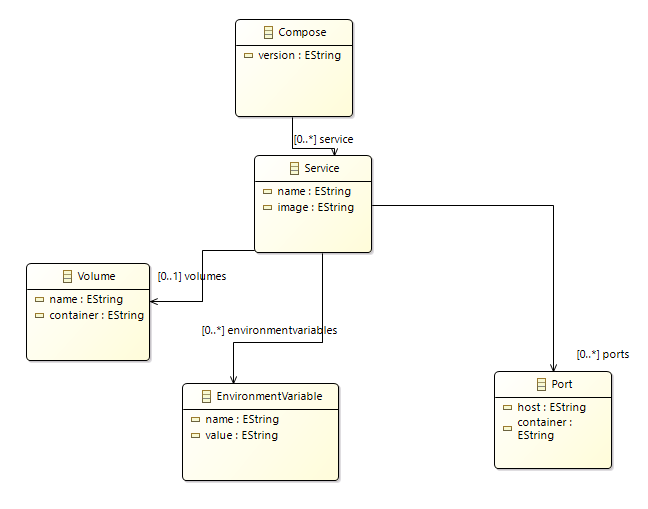 Compose
version : EString
[0..*] service
Service
name : EString
image : EString
[0..1] volumes
Volume
name : EString
container : EString
[0..*] environmentvariables
[0..*] ports
EnvironmentVariable
name : EString
value : EString
Port
host : EString
container :
EString